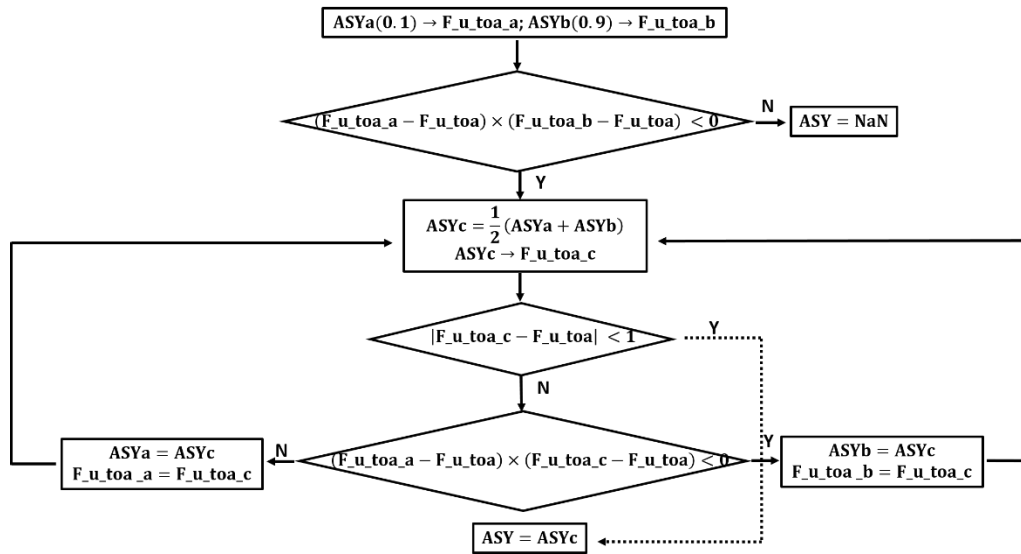 ASYa(0.1) → F_u_toa_a; ASYb(0.9) → F_u_toa_b
(F_u_toa_a − F_u_toa) × (F_u_toa_b − F_u_toa) < 0
N
ASY = NaN
Y
ASYc = 1/2 (ASYa + ASYb)
ASYc → F_u_toa_c
|F_u_toa_c − F_u_toa| < 1
Y
N
ASYa = ASYc
F_u_toa _a = F_u_toa_c
N
(F_u_toa_a − F_u_toa) × (F_u_toa_c − F_u_toa) < 0
Y
ASYb = ASYc
F_u_toa _b = F_u_toa_c
ASY = ASYc